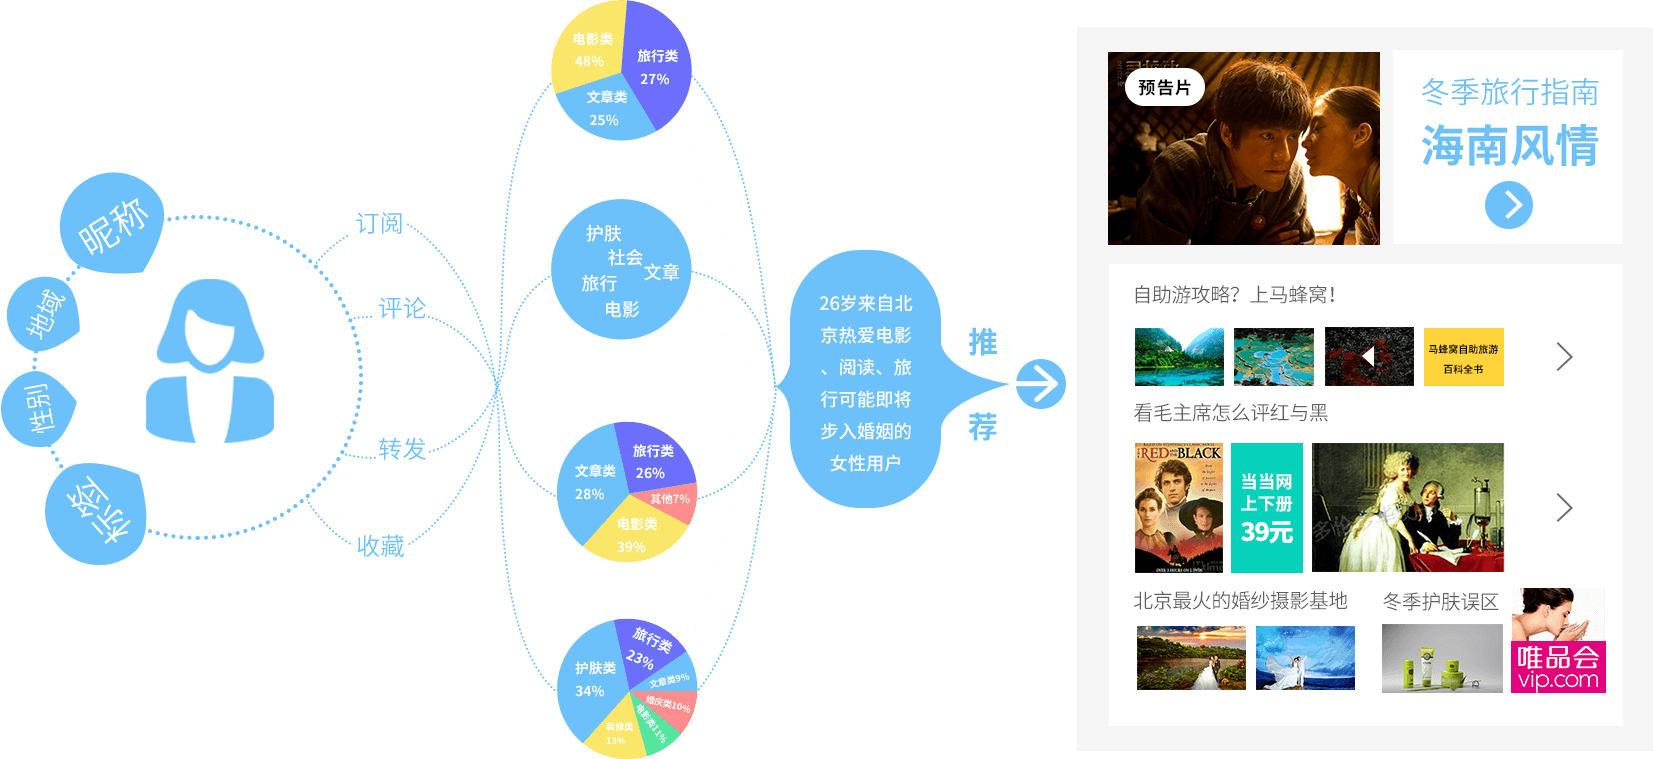 昵称
地域
性别
标签
订阅
评论
转发
收藏
电影类
48%
旅行类
27%
文章类
25%
护肤
社会
文章
旅行
电影
旅行类
26%
文章类
28%
其他7%
电影类
39%
旅行类
23%
护肤类
34%
文章类9%
婚庆类10%
电影类11%
装修类
13%
26岁来自北
京热爱电影
、阅读、旅
行可能即将
步入婚姻的
女性用户
推
荐
预告片
冬季旅行指南
海南风情
自助游攻略？上马蜂窝！
马蜂窝自助旅游
百科全书
看毛主席怎么评红与黑
RED AND THE BLACK
当当网
上下册
39元
北京最火的婚纱摄影基地
冬季护肤误区
唯品会
vip.com